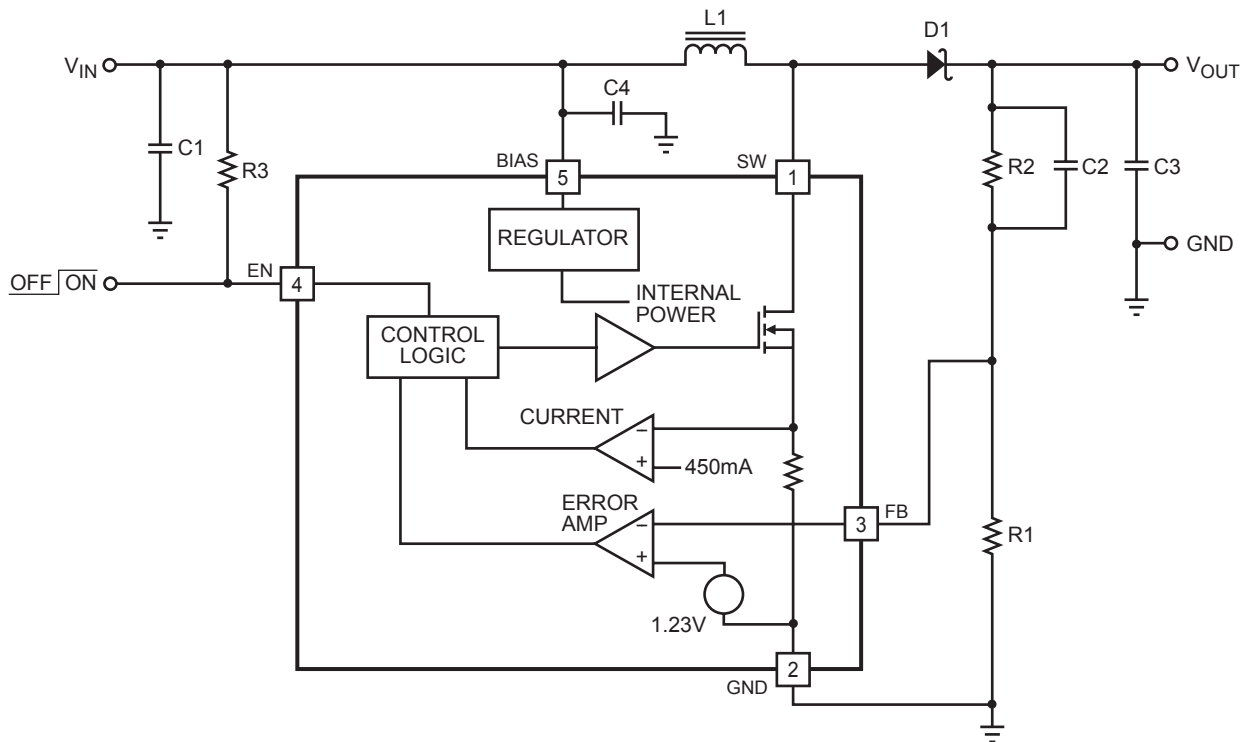 L1
D1
VIN
VOUT
C4
C1
R3
BIAS
SW
5
1
R2
C2
C3
REGULATOR
GND
OFF ON
EN
4
INTERNAL
POWER
CONTROL
LOGIC
CURRENT
−
+
450mA
ERROR
AMP
−
+
3
FB
R1
1.23V
2
GND